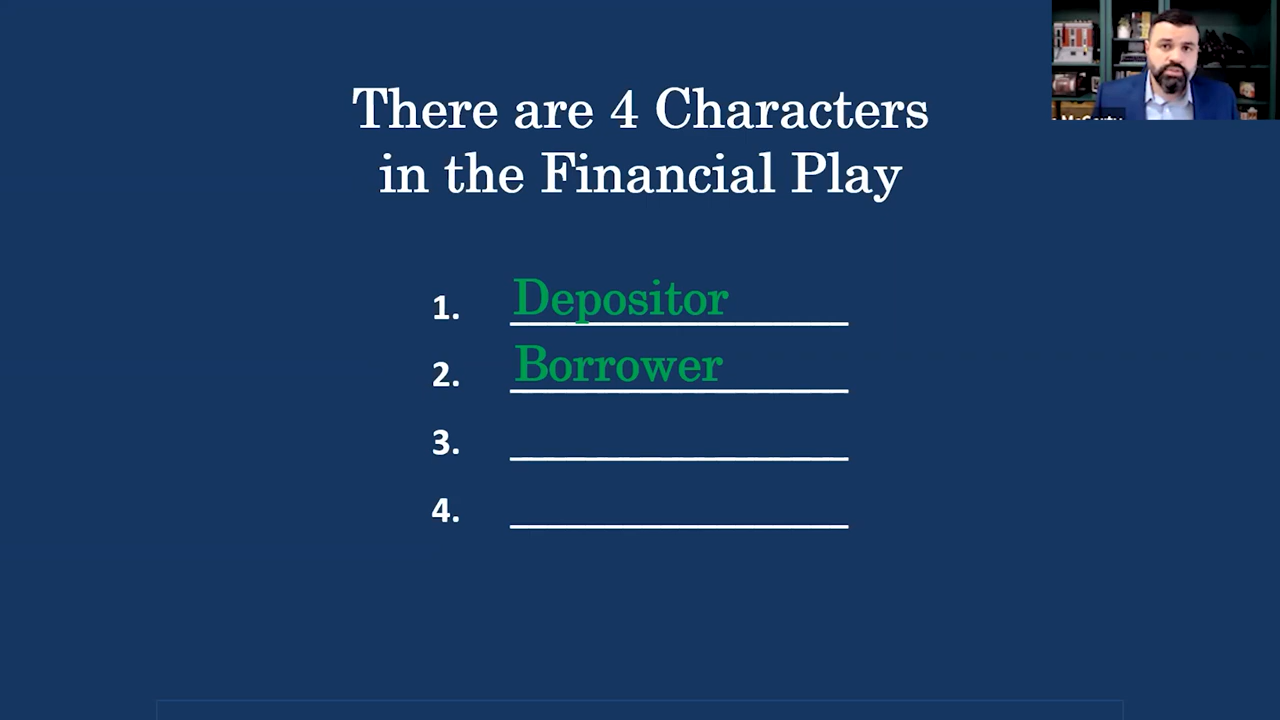 There are 4 Characters
in the Financial Play
1. Depositor
2. Borrower
3.
4.